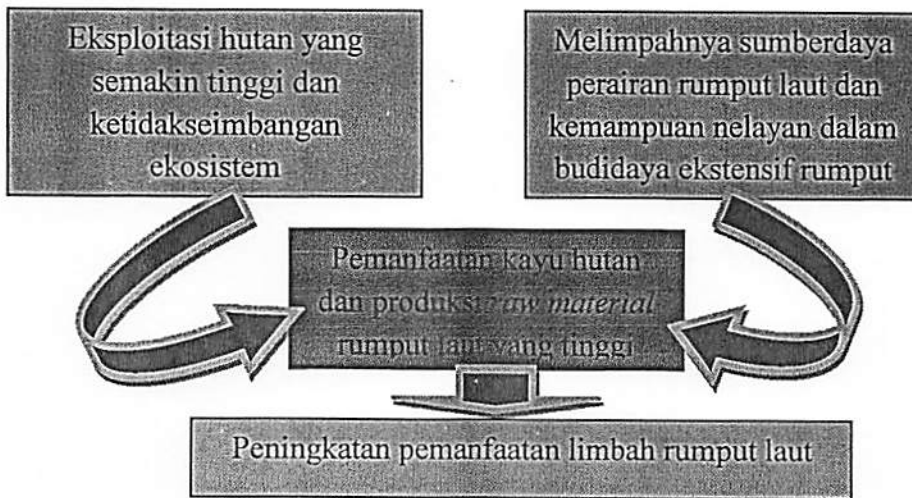 Eksploitasi hutan yang
semakin tinggi dan
ketidakseimbangan
ekosistem
Melimpahnya sumberdaya
perairan rumput laut dan
kemampuan nelayan dalam
budidaya ekstensif rumput
Pemanfaatan kayu hutan
dan produksi raw material
rumput laut yang tinggi
Peningkatan pemanfaatan limbah rumput laut